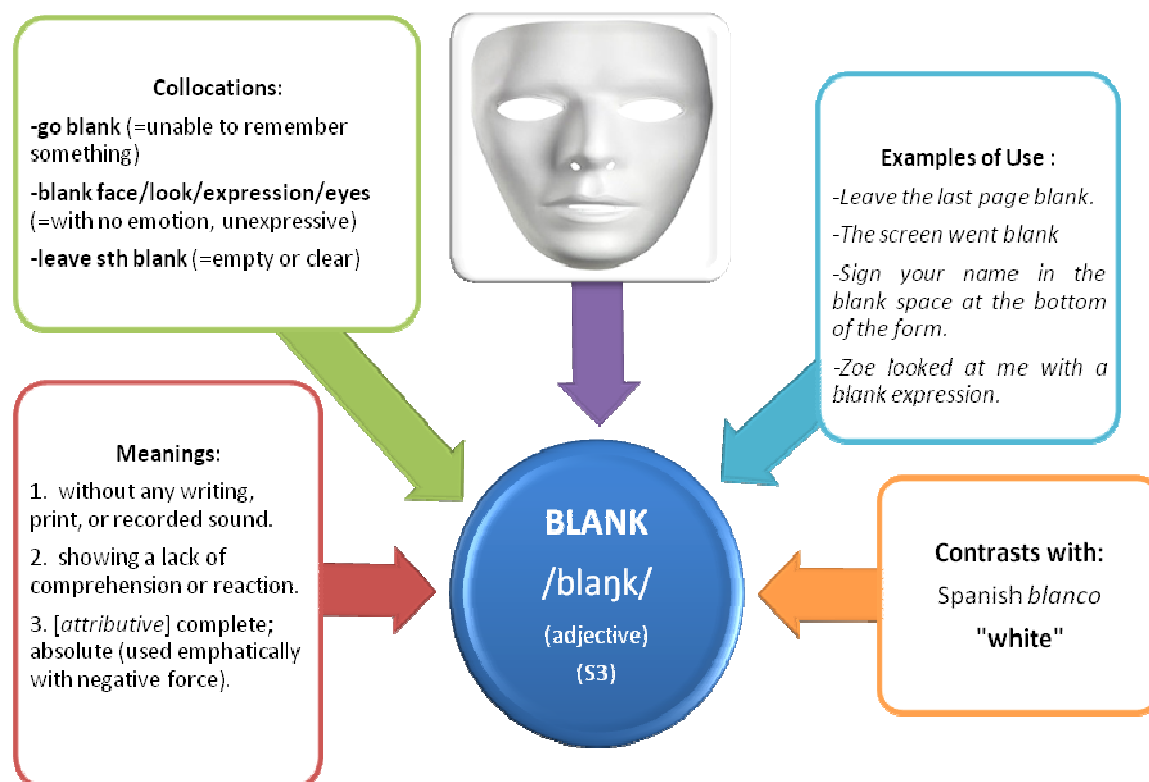 Collocations:
-go blank (=unable to remember
something)
-blank face/look/expression/eyes
(=with no emotion, unexpressive)
-leave sth blank (=empty or clear)
Examples of Use :
-Leave the last page blank.
-The screen went blank
-Sign your name in the
blank space at the bottom
of the form.
-Zoe looked at me with a
blank expression.
Meanings:
1. without any writing,
print, or recorded sound.
2. showing a lack of
comprehension or reaction.
3. [attributive] complete;
absolute (used emphatically
with negative force).
BLANK
/blaŋk/
(adjective)
(S3)
Contrasts with:
Spanish blanco
"white"